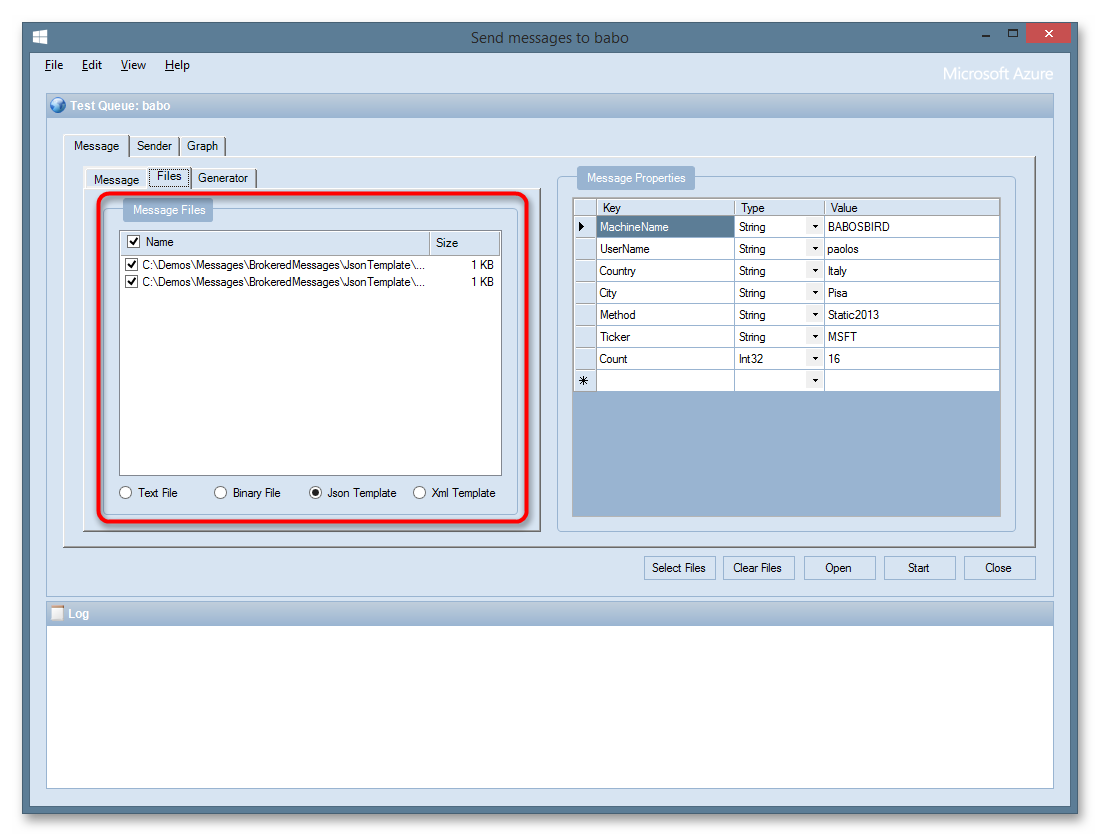 Send messages to babo
File Edit View Help
Microsoft Azure
Test Queue: babo
Message Sender Graph
Message Files Generator
Message Files
Name Size
C:\Demos\Messages\BrokeredMessages\JsonTemplate\... 1 KB
C:\Demos\Messages\BrokeredMessages\JsonTemplate\... 1 KB
Text File Binary File Json Template Xml Template
Message Properties
Key Type Value
MachineName String BABOSBIRD
UserName String paolos
Country String Italy
City String Pisa
Method String Static2013
Ticker String MSFT
Count Int32 16
Select Files Clear Files Open Start Close
Log